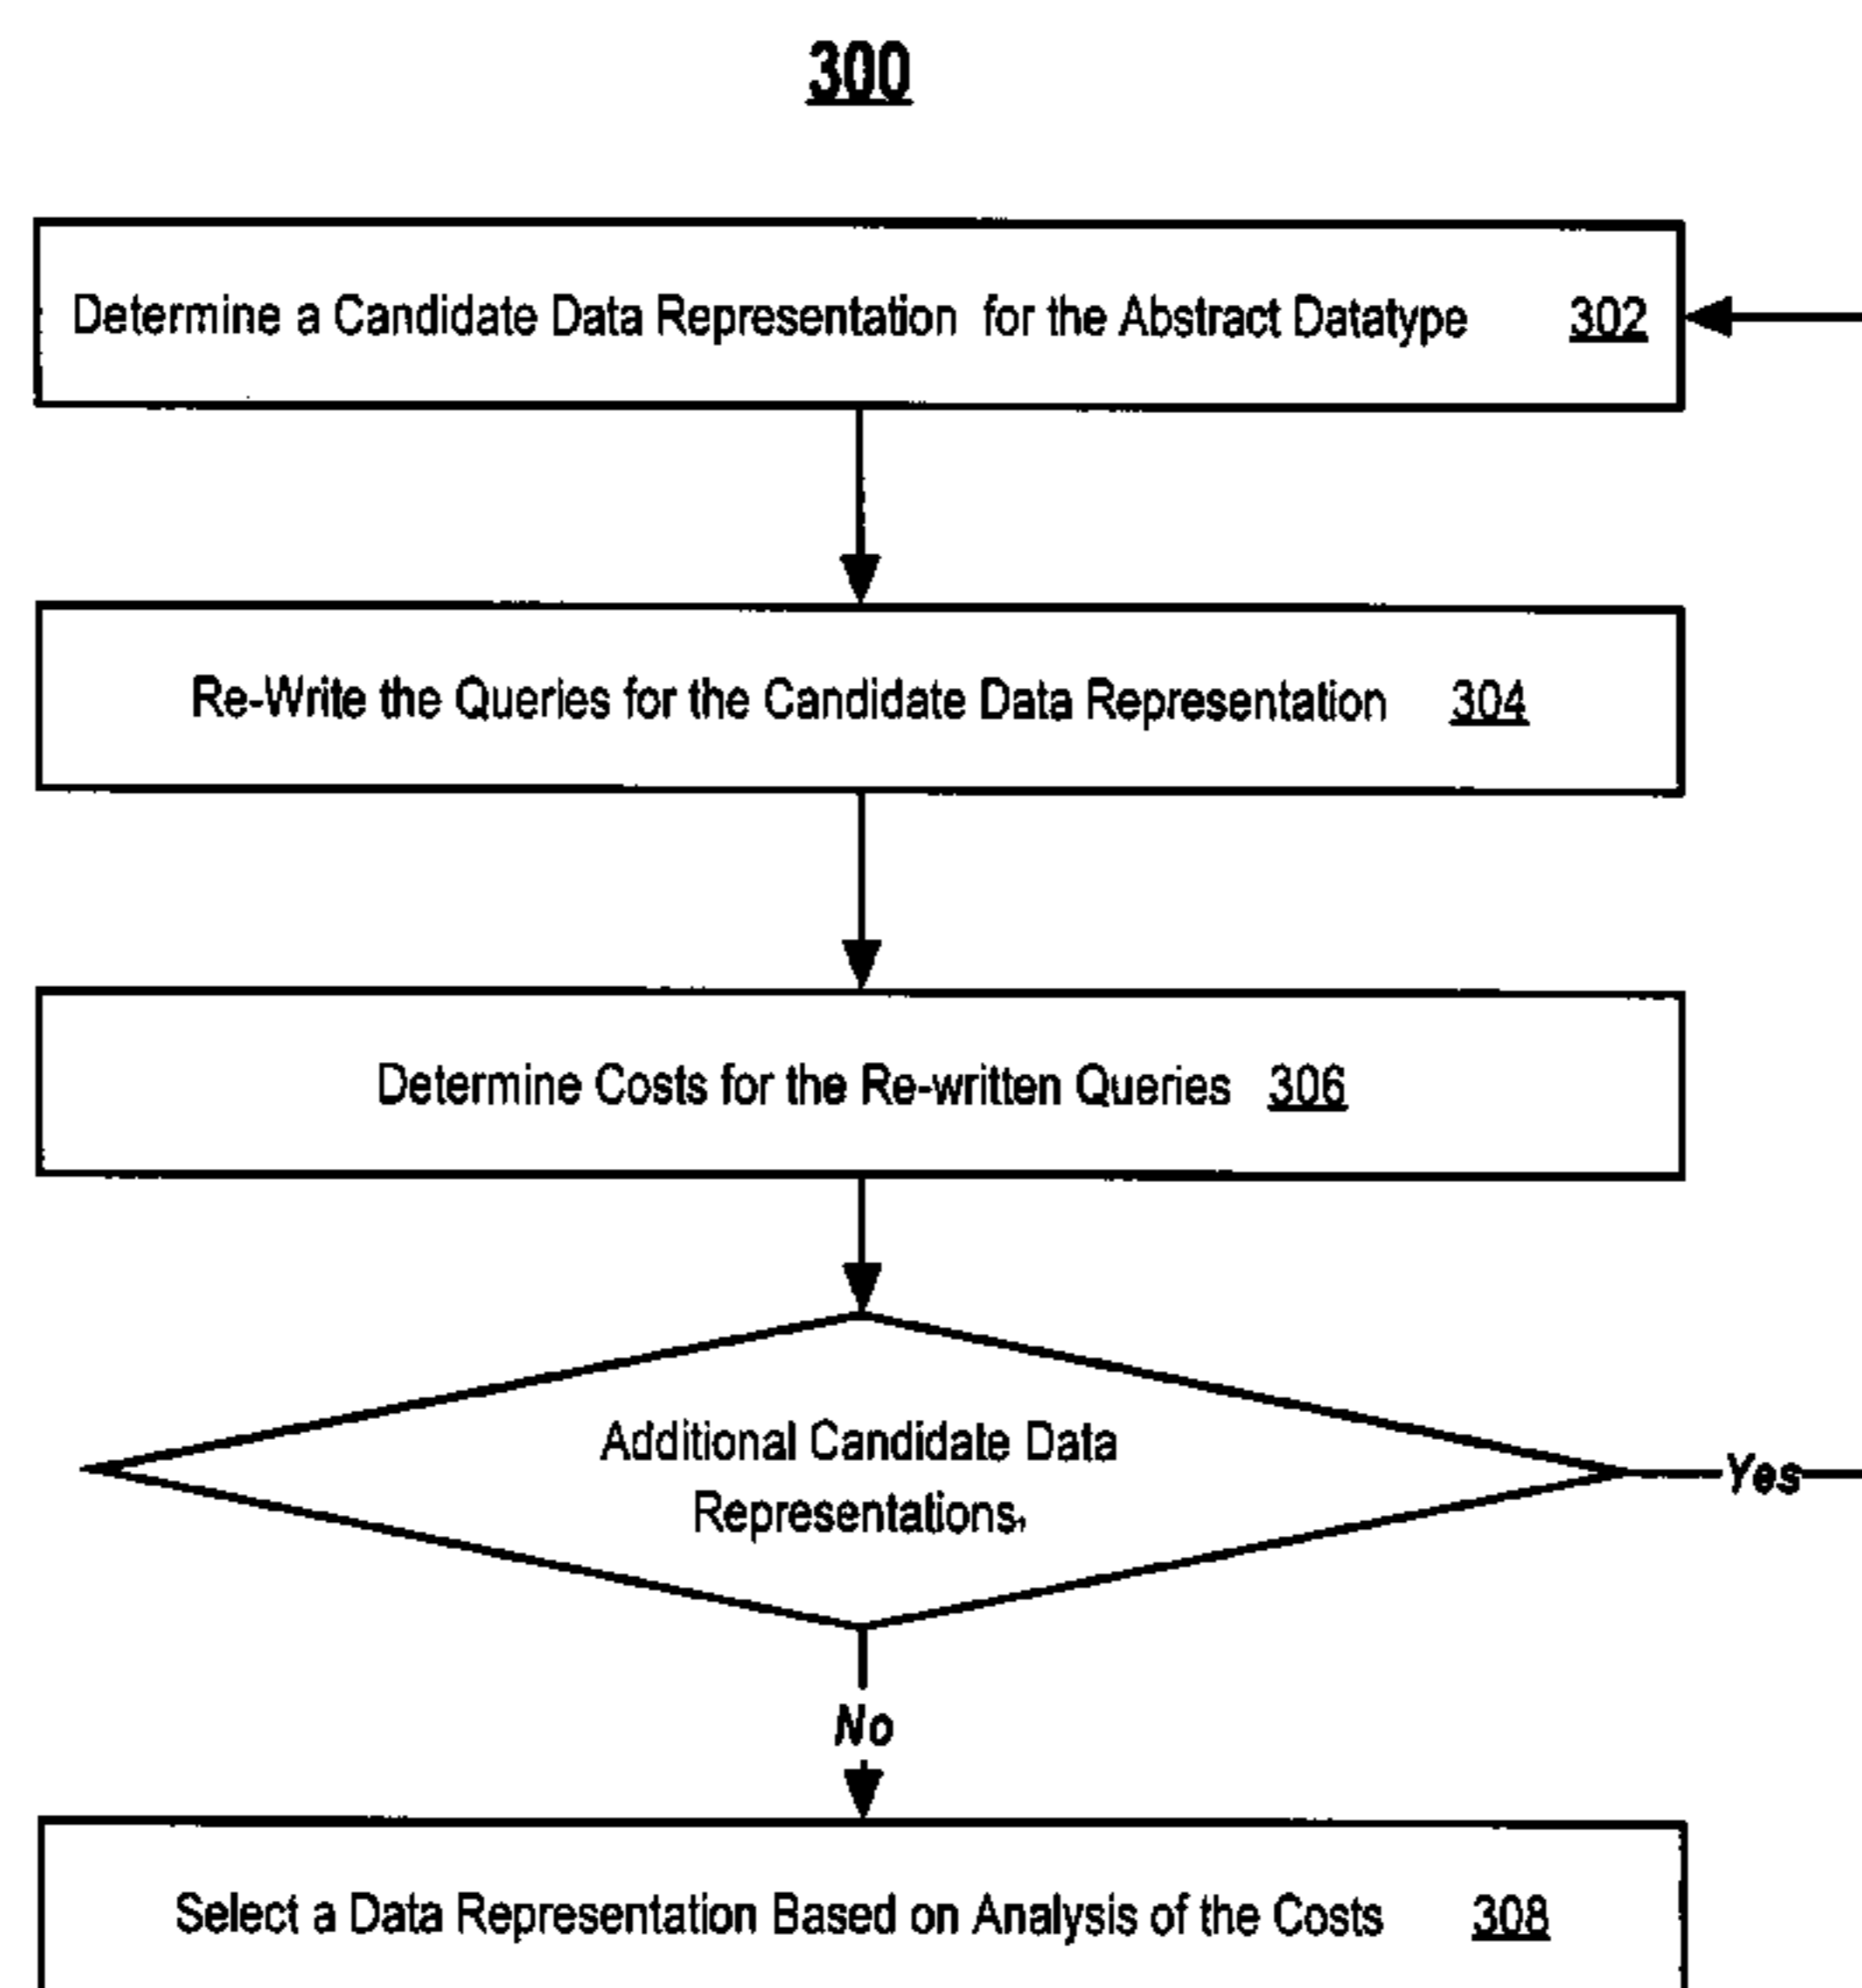 300
Determine a Candidate Data Representation for the Abstract Datatype 302
Re-Write the Queries for the Candidate Data Representation 304
Determine Costs for the Re-written Queries 306
Additional Candidate Data
Representations,
Yes
No
Select a Data Representation Based on Analysis of the Costs 308